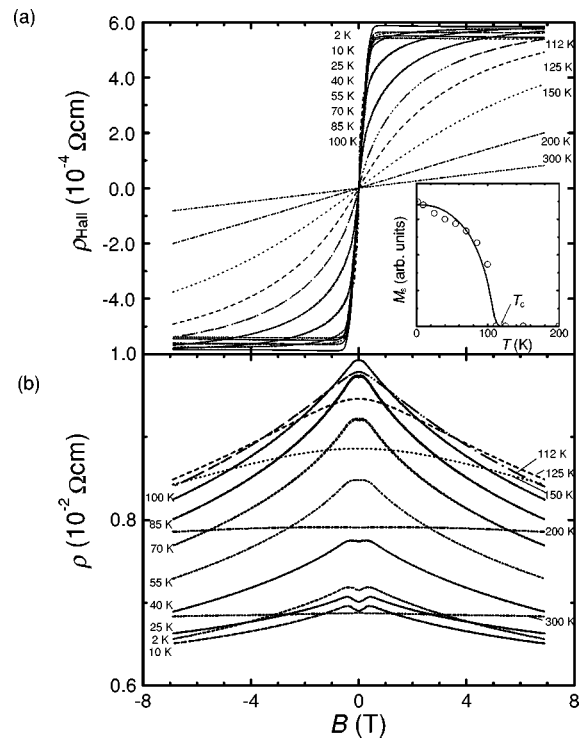 (a)
6.0
4.0
2.0
0.0
-2.0
-4.0
1.0
ρHall (10-4 Ωcm)
2 K
10 K
25 K
40 K
55 K
70 K
85 K
100 K
112 K
125 K
150 K
200 K
300 K
Ms (arb. units)
Tc
0
100
200
T (K)
(b)
1.0
0.8
0.6
ρ (10-2 Ωcm)
100 K
85 K
70 K
55 K
40 K
25 K
2 K
10 K
112 K
125 K
150 K
200 K
300 K
-8
-4
0
4
8
B (T)